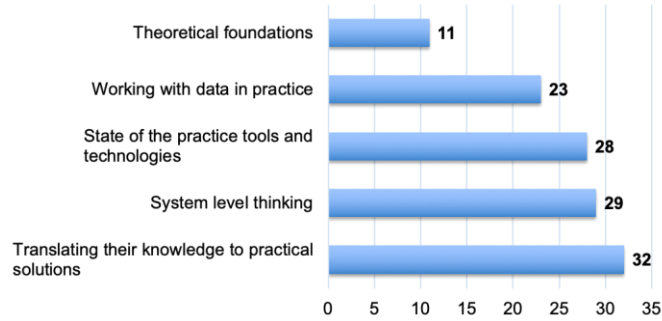 Theoretical foundations
11
Working with data in practice
23
State of the practice tools and
technologies
28
System level thinking
29
Translating their knowledge to practical
solutions
32
0 5 10 15 20 25 30 35